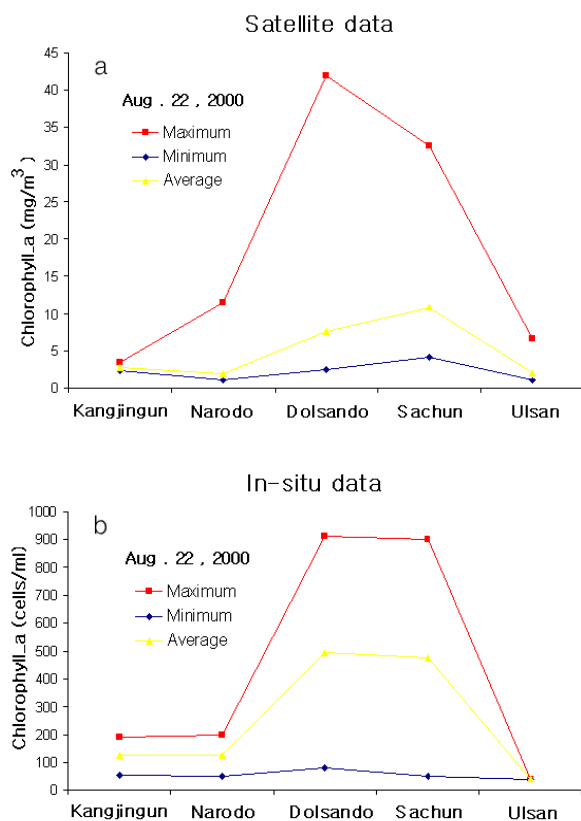 Satellite data
a
Aug . 22 , 2000
Maximum
Minimum
Average
Chlorophyll_a (mg/m³)
45
40
35
30
25
20
15
10
5
0
Kangjingun Narodo Dolsando Sachun Ulsan
In-situ data
b
Aug . 22 , 2000
Maximum
Minimum
Average
Chlorophyll_a (cells/ml)
1000
900
800
700
600
500
400
300
200
100
0
Kangjingun Narodo Dolsando Sachun Ulsan